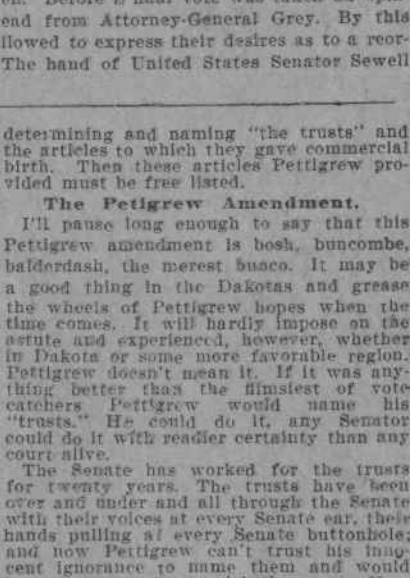 end from Attorney-General Grey. By this
llowed to express their desires as to a reor-
The hand of United States Senator Sewell
determining and naming "the trusts" and
the articles to which they gave commercial
birth. Then these articles Pettigrew pro-
vided must be free listed.
The Petigrew Amendment.
I'll pause long enough to say that this
Pettigrew amendment is bosh, buncombe,
balderdash, the merest bunco. It may be
a good thing in the Dakotas and grease
the wheels of Pettigrew hopes when the
time comes. It will hardly impose on the
astute and experienced, however, whether
in Dakota or some more favorable region.
Pettigrew doesn't mean it. If it was any-
thing better than the flimsiest of vote
catchers Pettigrew would name his
"trusts." He could do it, any Senator
could do it with readier certainty than any
court alive.
The Senate has worked for the trusts
for twenty years. The trusts have been
over and under and all through the Senate
with their voices at every Senate ear, their
hands pulling at every Senate buttonhole;
and now Pettigrew can't trust his inno-
cent ignorance to name them and would